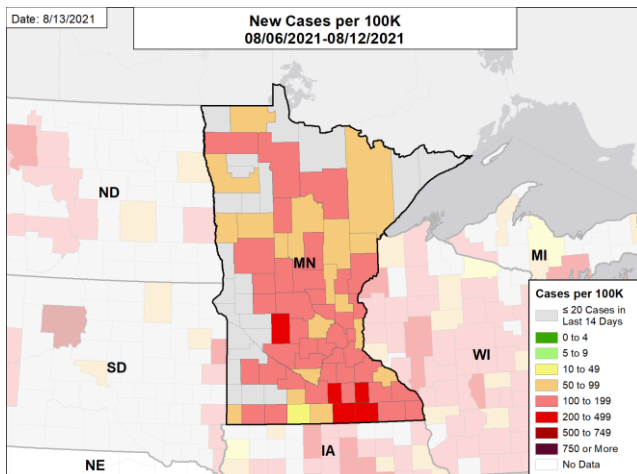 Date: 8/13/2021
New Cases per 100K
08/06/2021-08/12/2021
ND
MN
MI
SD
WI
NE
IA
Cases per 100K
≤ 20 Cases in
Last 14 Days
0 to 4
5 to 9
10 to 49
50 to 99
100 to 199
200 to 499
500 to 749
750 or More
No Data